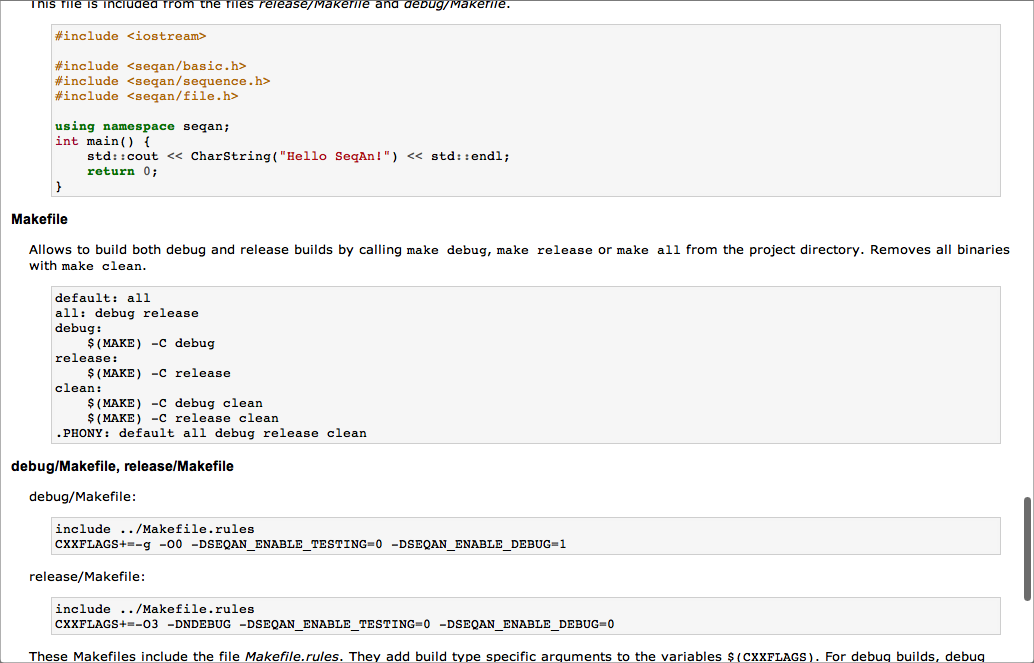 This file is included from the files release/Makefile and debug/Makefile.
#include <iostream>
#include <seqan/basic.h>
#include <seqan/sequence.h>
#include <seqan/file.h>
using namespace seqan;
int main() {
    std::cout << CharString("Hello SeqAn!") << std::endl;
    return 0;
}
Makefile
Allows to build both debug and release builds by calling make debug, make release or make all from the project directory. Removes all binaries
with make clean.
default: all
all: debug release
debug:
    $(MAKE) -C debug
release:
    $(MAKE) -C release
clean:
    $(MAKE) -C debug clean
    $(MAKE) -C release clean
.PHONY: default all debug release clean
debug/Makefile, release/Makefile
debug/Makefile:
include ../Makefile.rules
CXXFLAGS+=-g -O0 -DSEQAN_ENABLE_TESTING=0 -DSEQAN_ENABLE_DEBUG=1
release/Makefile:
include ../Makefile.rules
CXXFLAGS+=-O3 -DNDEBUG -DSEQAN_ENABLE_TESTING=0 -DSEQAN_ENABLE_DEBUG=0
These Makefiles include the file Makefile.rules. They add build type specific arguments to the variables $(CXXFLAGS). For debug builds, debug